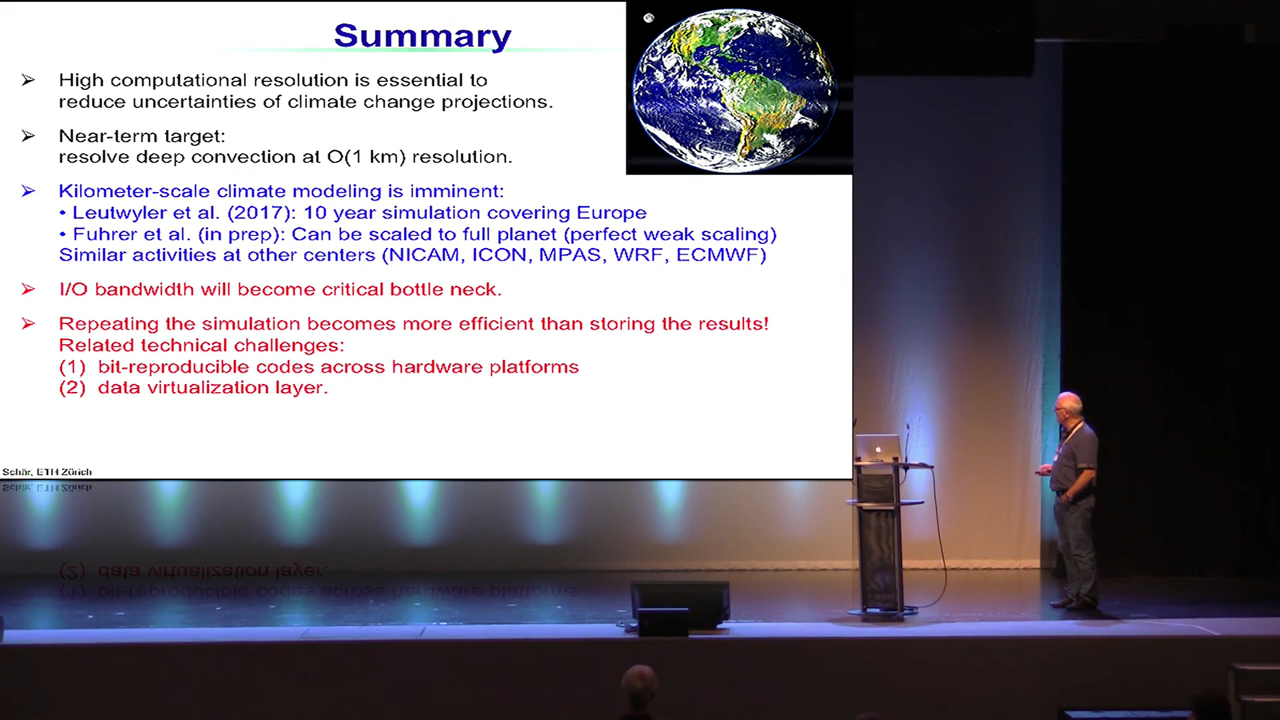 Summary
➢ High computational resolution is essential to
reduce uncertainties of climate change projections.
➢ Near-term target:
resolve deep convection at O(1 km) resolution.
➢ Kilometer-scale climate modeling is imminent:
• Leutwyler et al. (2017): 10 year simulation covering Europe
• Fuhrer et al. (in prep): Can be scaled to full planet (perfect weak scaling)
Similar activities at other centers (NICAM, ICON, MPAS, WRF, ECMWF)
➢ I/O bandwidth will become critical bottle neck.
➢ Repeating the simulation becomes more efficient than storing the results!
Related technical challenges:
(1) bit-reproducible codes across hardware platforms
(2) data virtualization layer.
Schär, ETH Zürich